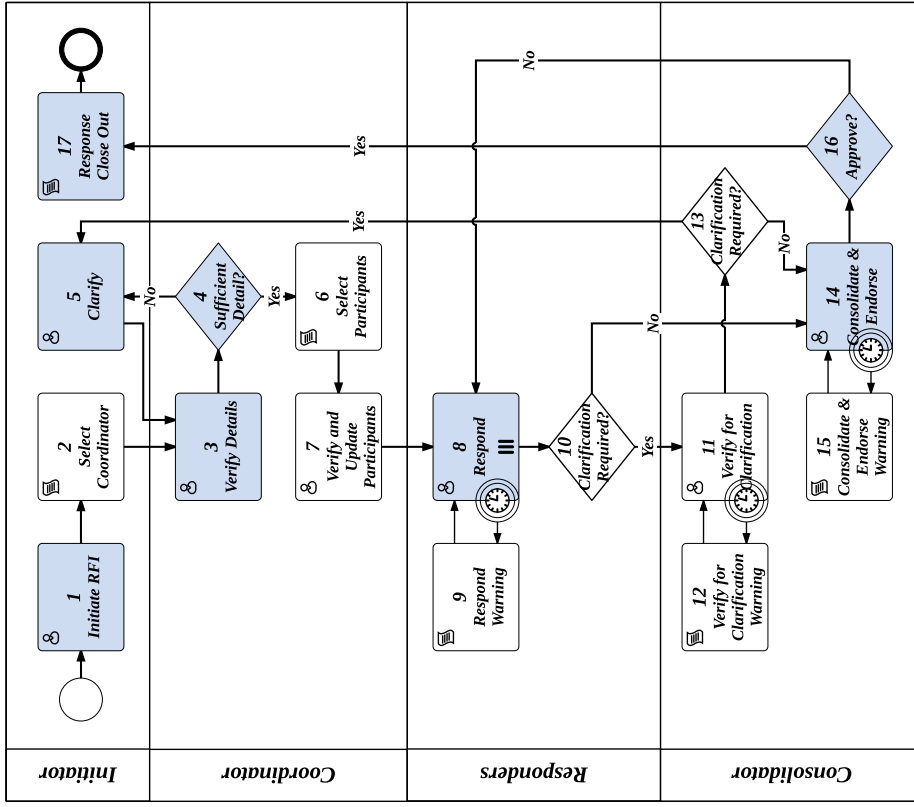 Initiator
1
Initiate RFI
2
Select
Coordinator
5
Clarify
17
Response
Close Out
Coordinator
3
Verify Details
4
Sufficient
Detail?
No
Yes
6
Select
Participants
7
Verify and
Update
Participants
Yes
Yes
Responders
8
Respond
9
Respond
Warning
10
Clarification
Required?
Yes
No
No
Consolidator
11
Verify for
Clarification
12
Verify for
Clarification
Warning
13
Clarification
Required?
No
14
Consolidate &
Endorse
15
Consolidate &
Endorse
Warning
16
Approve?